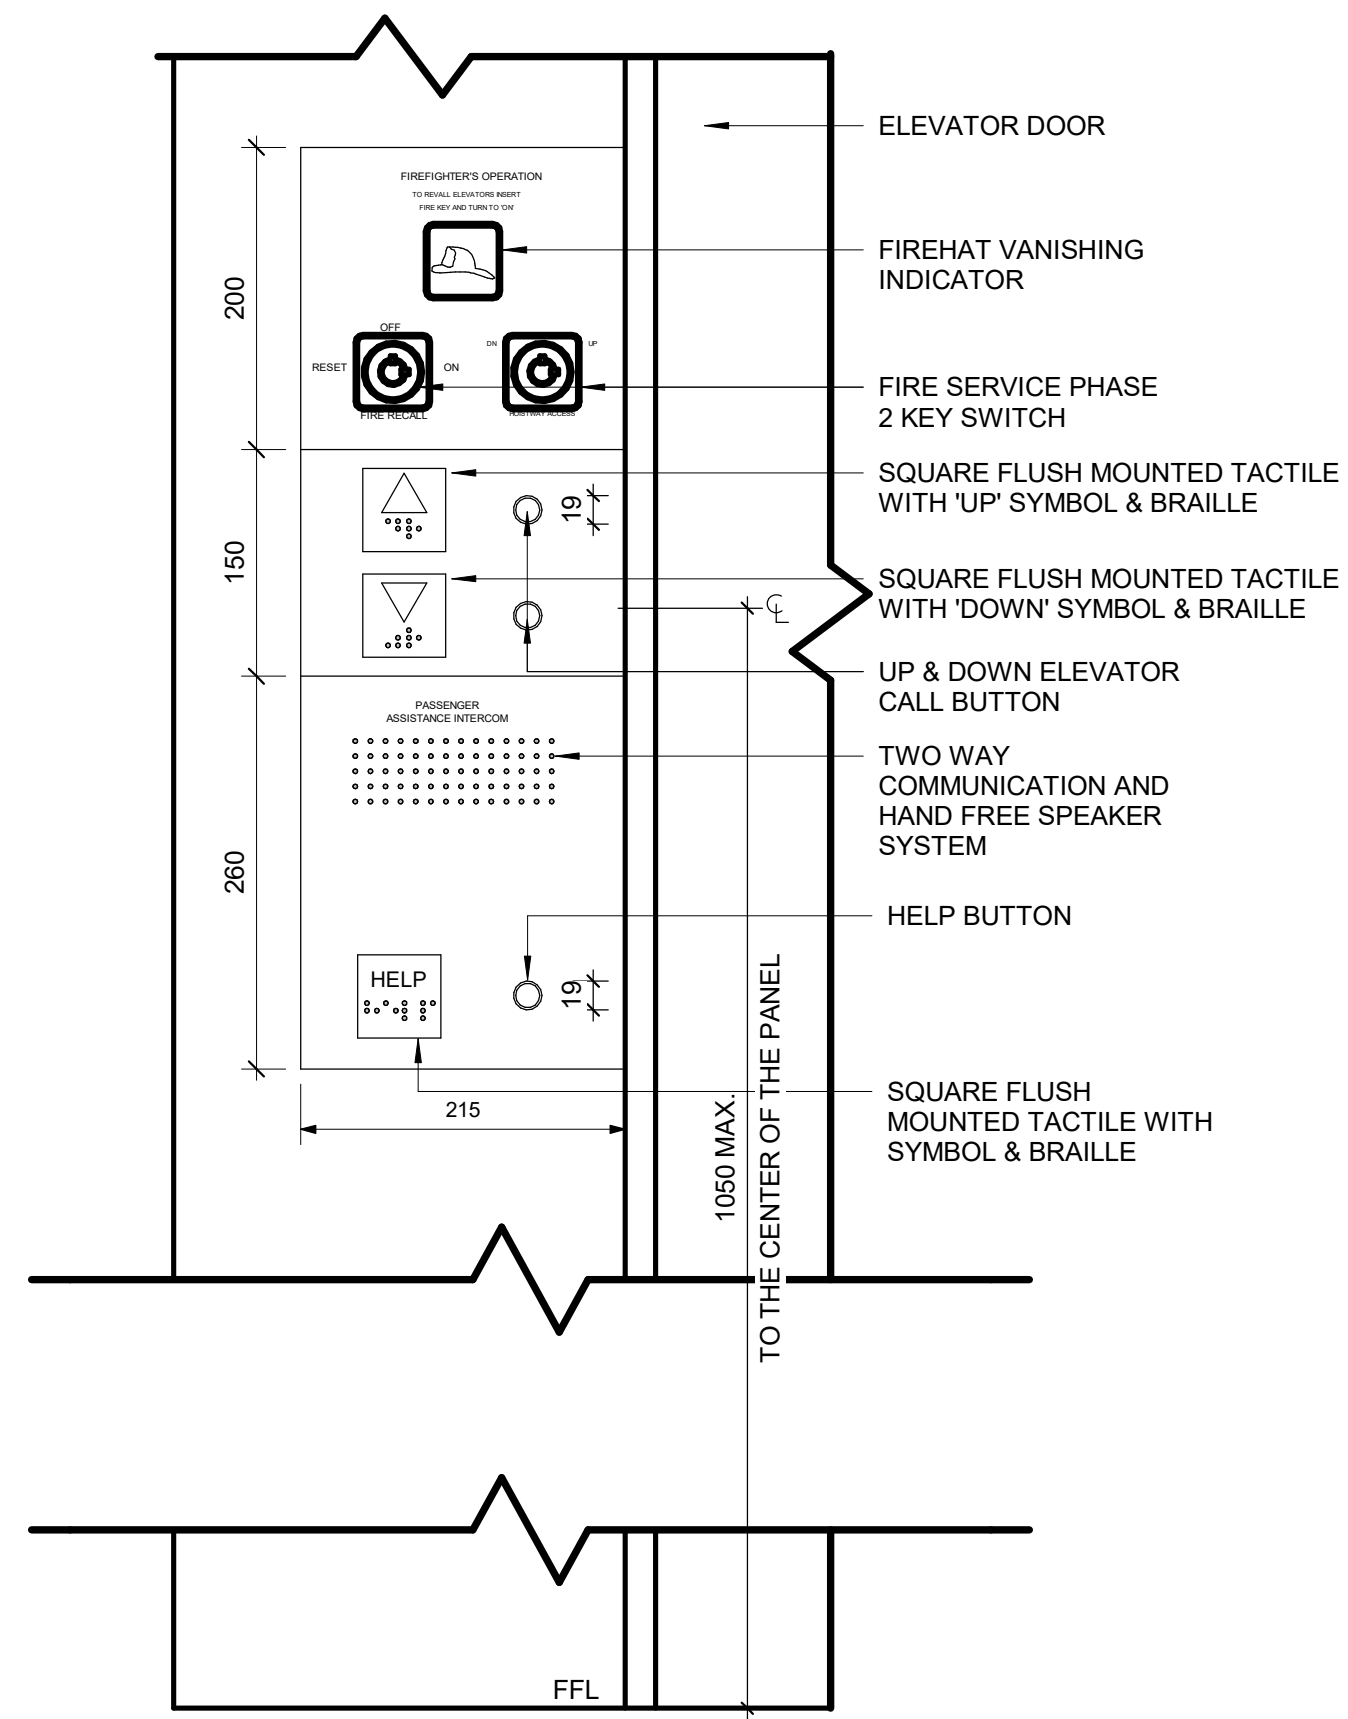 ELEVATOR DOOR
FIREFIGHTER'S OPERATION
TO REVALL ELEVATORS INSERT
FIRE KEY AND TURN TO 'ON'
FIREHAT VANISHING
INDICATOR
200
OFF
RESET
ON
FIRE RECALL
DN
UP
HOISTWAY ACCESS
FIRE SERVICE PHASE
2 KEY SWITCH
SQUARE FLUSH MOUNTED TACTILE
WITH 'UP' SYMBOL & BRAILLE
19
150
SQUARE FLUSH MOUNTED TACTILE
WITH 'DOWN' SYMBOL & BRAILLE
CL
UP & DOWN ELEVATOR
CALL BUTTON
PASSENGER
ASSISTANCE INTERCOM
TWO WAY
COMMUNICATION AND
HAND FREE SPEAKER
SYSTEM
260
HELP BUTTON
HELP
19
SQUARE FLUSH
MOUNTED TACTILE WITH
SYMBOL & BRAILLE
215
1050 MAX.
TO THE CENTER OF THE PANEL
FFL